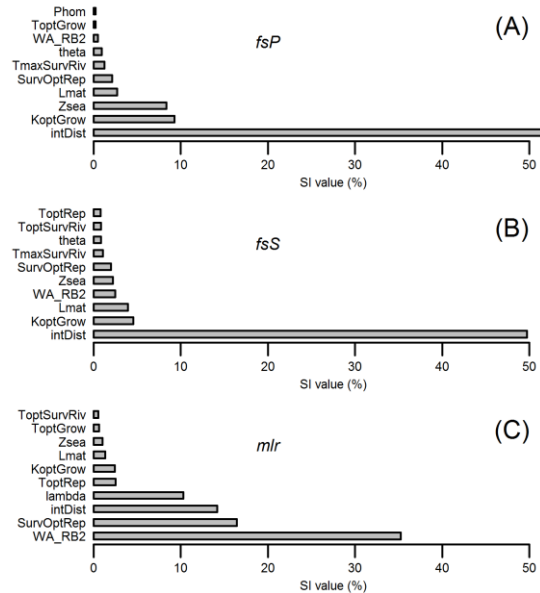 (A)
fsP
Phom
ToptGrow
WA_RB2
theta
TmaxSurvRiv
SurvOptRep
Lmat
Zsea
KoptGrow
intDist
0 10 20 30 40 50
SI value (%)
(B)
fsS
ToptRep
ToptSurvRiv
theta
TmaxSurvRiv
SurvOptRep
Zsea
WA_RB2
Lmat
KoptGrow
intDist
0 10 20 30 40 50
SI value (%)
(C)
mlr
ToptSurvRiv
ToptGrow
Zsea
Lmat
KoptGrow
ToptRep
lambda
intDist
SurvOptRep
WA_RB2
0 10 20 30 40 50
SI value (%)